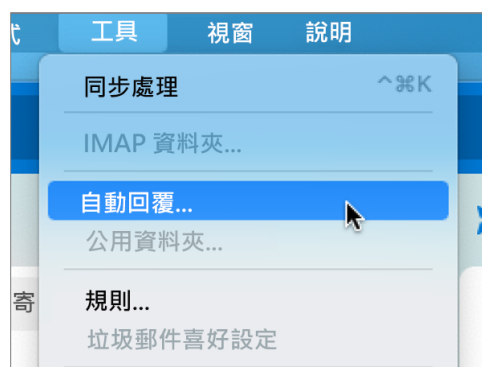 式 工具 視窗 說明
同步處理 ^⌘K
IMAP 資料夾...
自動回覆...
公用資料夾...
寄 規則...
垃圾郵件喜好設定